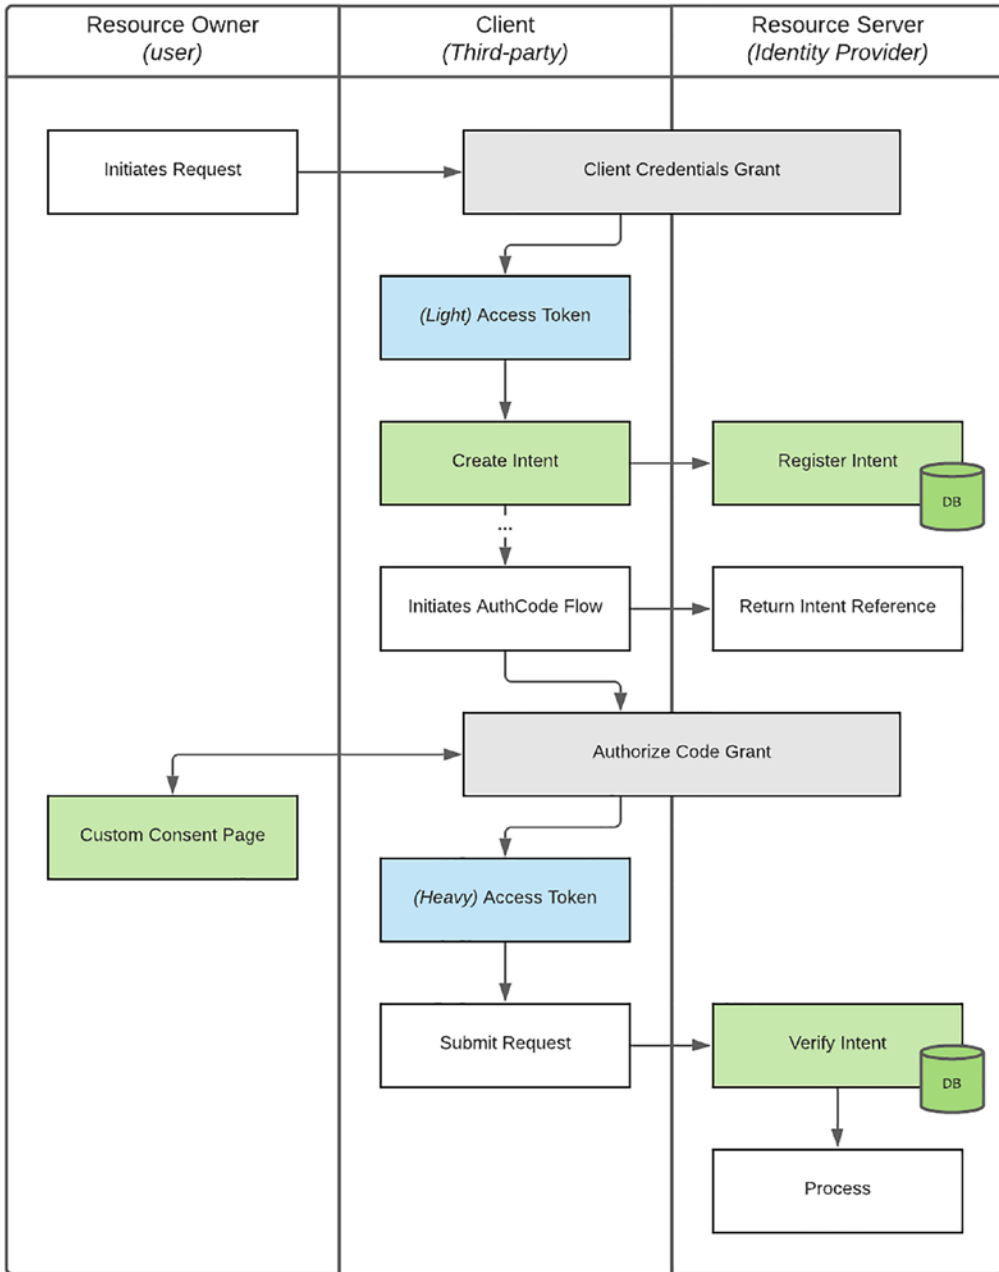 Resource Owner
(user)
Client
(Third-party)
Resource Server
(Identity Provider)
Initiates Request
Client Credentials Grant
(Light) Access Token
Create Intent
Register Intent
DB
...
Initiates AuthCode Flow
Return Intent Reference
Authorize Code Grant
Custom Consent Page
(Heavy) Access Token
Submit Request
Verify Intent
DB
Process